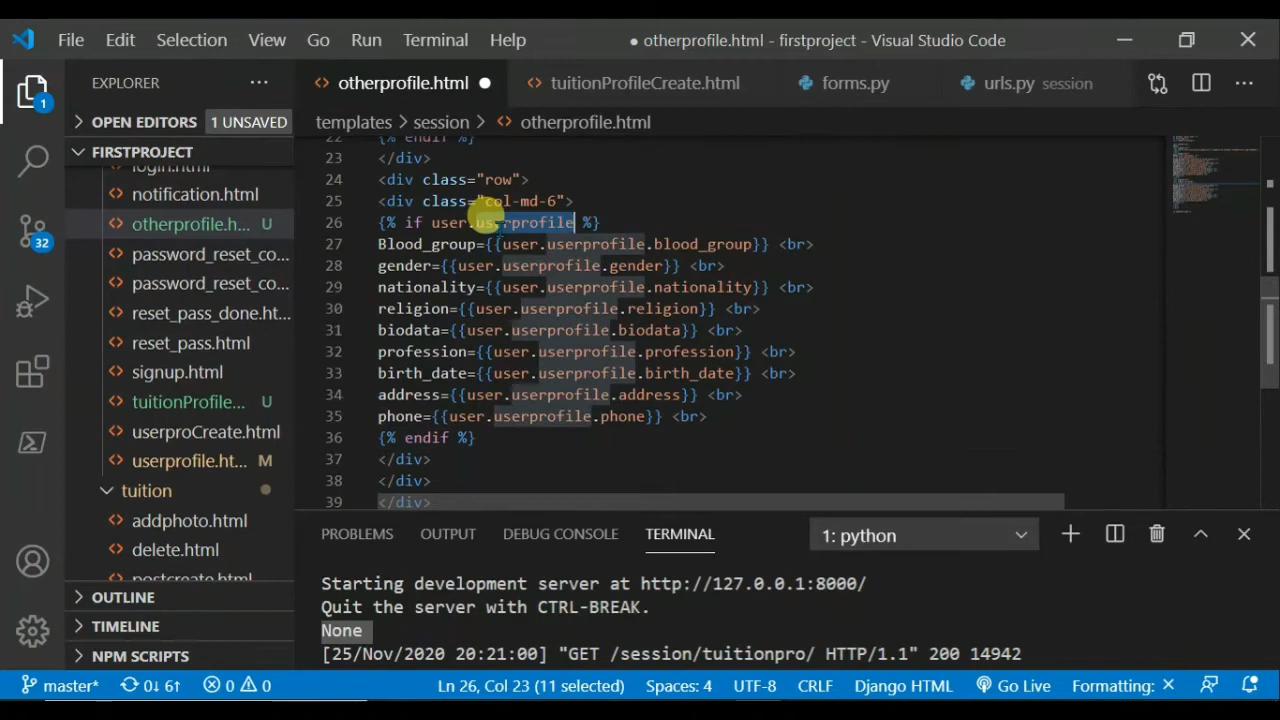 File Edit Selection View Go Run Terminal Help ● otherprofile.html - firstproject - Visual Studio Code
EXPLORER ···
otherprofile.html ● tuitionProfileCreate.html forms.py urls.py session ···
OPEN EDITORS 1 UNSAVED
templates > session > otherprofile.html
FIRSTPROJECT
login.html
notification.html
otherprofile.h... U
password_reset_co...
password_reset_co...
reset_pass_done.ht...
reset_pass.html
signup.html
tuitionProfile... U
userproCreate.html
userprofile.ht... M
tuition
addphoto.html
delete.html
postcreate.html
OUTLINE
TIMELINE
NPM SCRIPTS
1
32
22 {% endif %}
23 </div>
24 <div class="row">
25 <div class="col-md-6">
26 {% if user.userprofile %}
27 Blood_group={{user.userprofile.blood_group}} <br>
28 gender={{user.userprofile.gender}} <br>
29 nationality={{user.userprofile.nationality}} <br>
30 religion={{user.userprofile.religion}} <br>
31 biodata={{user.userprofile.biodata}} <br>
32 profession={{user.userprofile.profession}} <br>
33 birth_date={{user.userprofile.birth_date}} <br>
34 address={{user.userprofile.address}} <br>
35 phone={{user.userprofile.phone}} <br>
36 {% endif %}
37 </div>
38 </div>
39 </div>
PROBLEMS OUTPUT DEBUG CONSOLE TERMINAL 1: python
Starting development server at http://127.0.0.1:8000/
Quit the server with CTRL-BREAK.
None
[25/Nov/2020 20:21:00] "GET /session/tuitionpro/ HTTP/1.1" 200 14942
master* 0↓ 6↑ 0 0 Ln 26, Col 23 (11 selected) Spaces: 4 UTF-8 CRLF Django HTML Go Live Formatting: ×